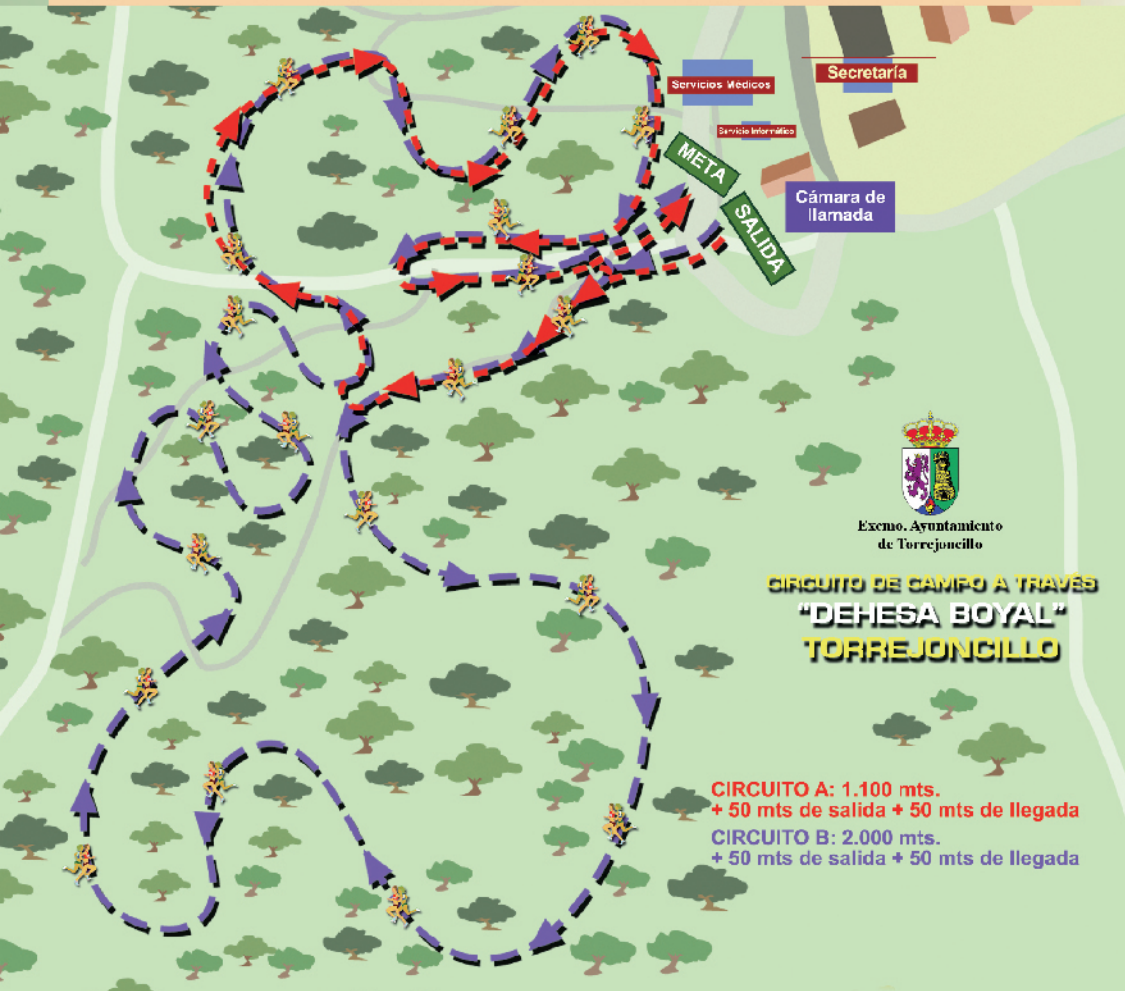 Servicios Médicos
Secretaría
Servicio Informático
META
SALIDA
Cámara de
llamada
Excmo. Ayuntamiento
de Torrejoncillo
CIRCUITO DE CAMPO A TRAVÉS
"DEHESA BOYAL"
TORREJONCILLO
CIRCUITO A: 1.100 mts.
+ 50 mts de salida + 50 mts de llegada
CIRCUITO B: 2.000 mts.
+ 50 mts de salida + 50 mts de llegada